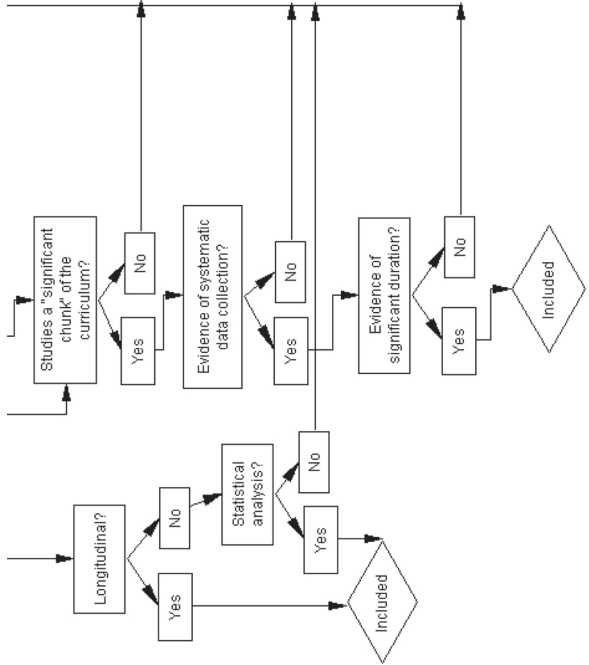 Longitudinal?
Yes
No
Statistical
analysis?
Yes
No
Included
Studies a "significant
chunk" of the
curriculum?
Yes
No
Evidence of systematic
data collection?
Yes
No
Evidence of
significant duration?
Yes
No
Included